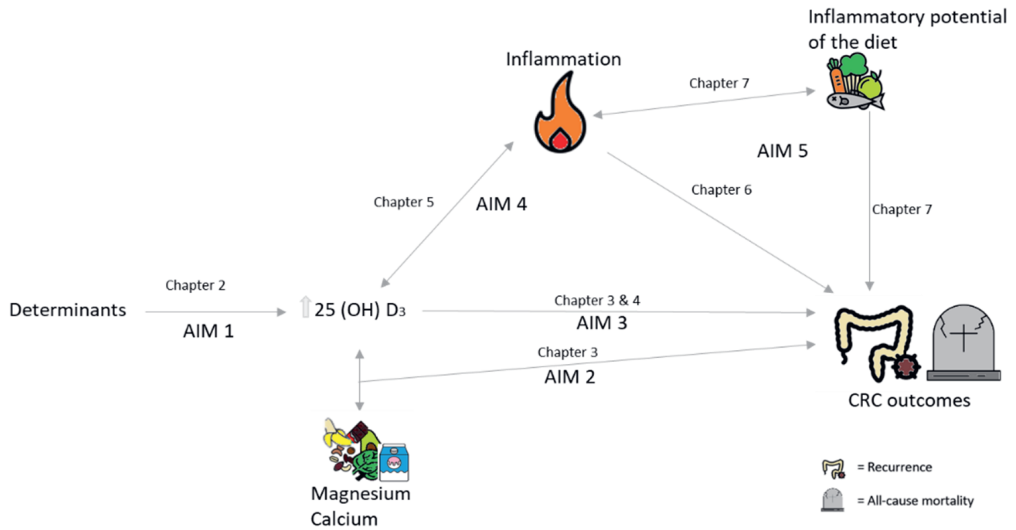 Inflammatory potential
of the diet
Inflammation
Chapter 7
AIM 5
Chapter 6
Chapter 5
AIM 4
Chapter 7
Chapter 2
Determinants
AIM 1
25 (OH) D3
Chapter 3 & 4
AIM 3
Chapter 3
AIM 2
CRC outcomes
Magnesium
Calcium
= Recurrence
= All-cause mortality